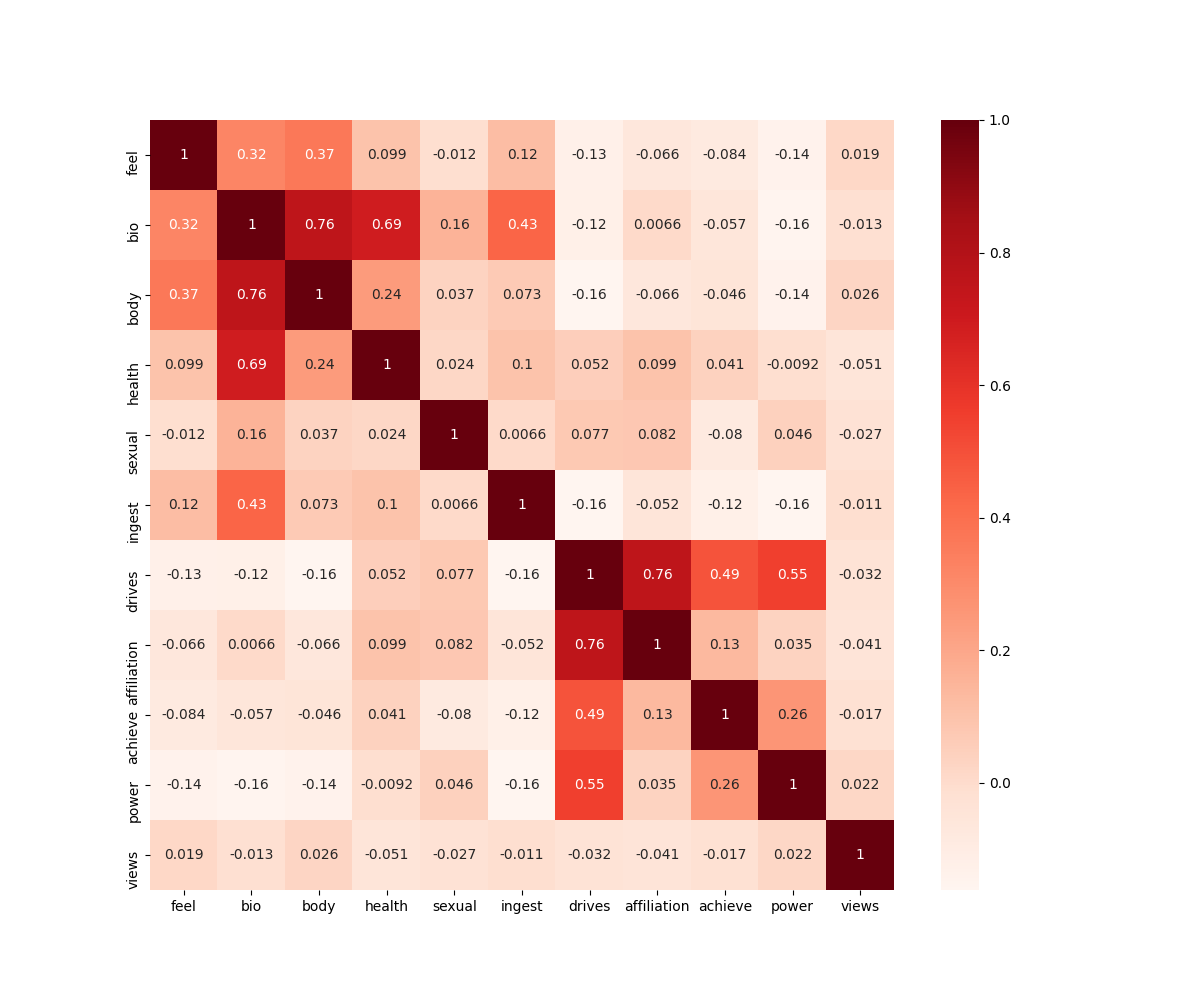 feel 1 0.32 0.37 0.099 -0.012 0.12 -0.13 -0.066 -0.084 -0.14 0.019
bio 0.32 1 0.76 0.69 0.16 0.43 -0.12 0.0066 -0.057 -0.16 -0.013
body 0.37 0.76 1 0.24 0.037 0.073 -0.16 -0.066 -0.046 -0.14 0.026
health 0.099 0.69 0.24 1 0.024 0.1 0.052 0.099 0.041 -0.0092 -0.051
sexual -0.012 0.16 0.037 0.024 1 0.0066 0.077 0.082 -0.08 0.046 -0.027
ingest 0.12 0.43 0.073 0.1 0.0066 1 -0.16 -0.052 -0.12 -0.16 -0.011
drives -0.13 -0.12 -0.16 0.052 0.077 -0.16 1 0.76 0.49 0.55 -0.032
affiliation -0.066 0.0066 -0.066 0.099 0.082 -0.052 0.76 1 0.13 0.035 -0.041
achieve -0.084 -0.057 -0.046 0.041 -0.08 -0.12 0.49 0.13 1 0.26 -0.017
power -0.14 -0.16 -0.14 -0.0092 0.046 -0.16 0.55 0.035 0.26 1 0.022
views 0.019 -0.013 0.026 -0.051 -0.027 -0.011 -0.032 -0.041 -0.017 0.022 1
feel bio body health sexual ingest drives affiliation achieve power views
1.0
0.8
0.6
0.4
0.2
0.0